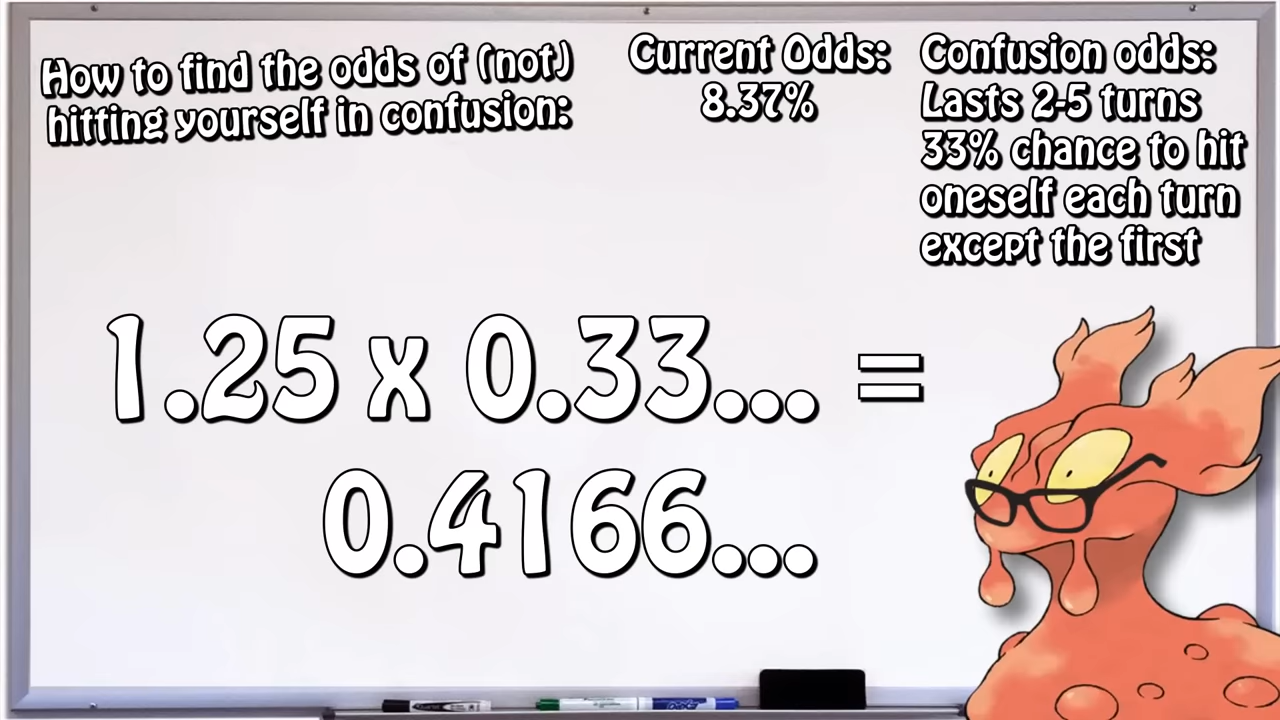 How to find the odds of (not)
hitting yourself in confusion:
Current Odds:
8.37%
Confusion odds:
Lasts 2-5 turns
33% chance to hit
oneself each turn
except the first
1.25 x 0.33... =
0.4166...